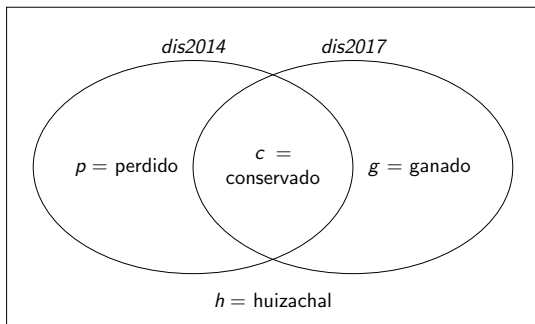 dis2014
dis2017
p = perdido
c =
conservado
g = ganado
h = huizachal